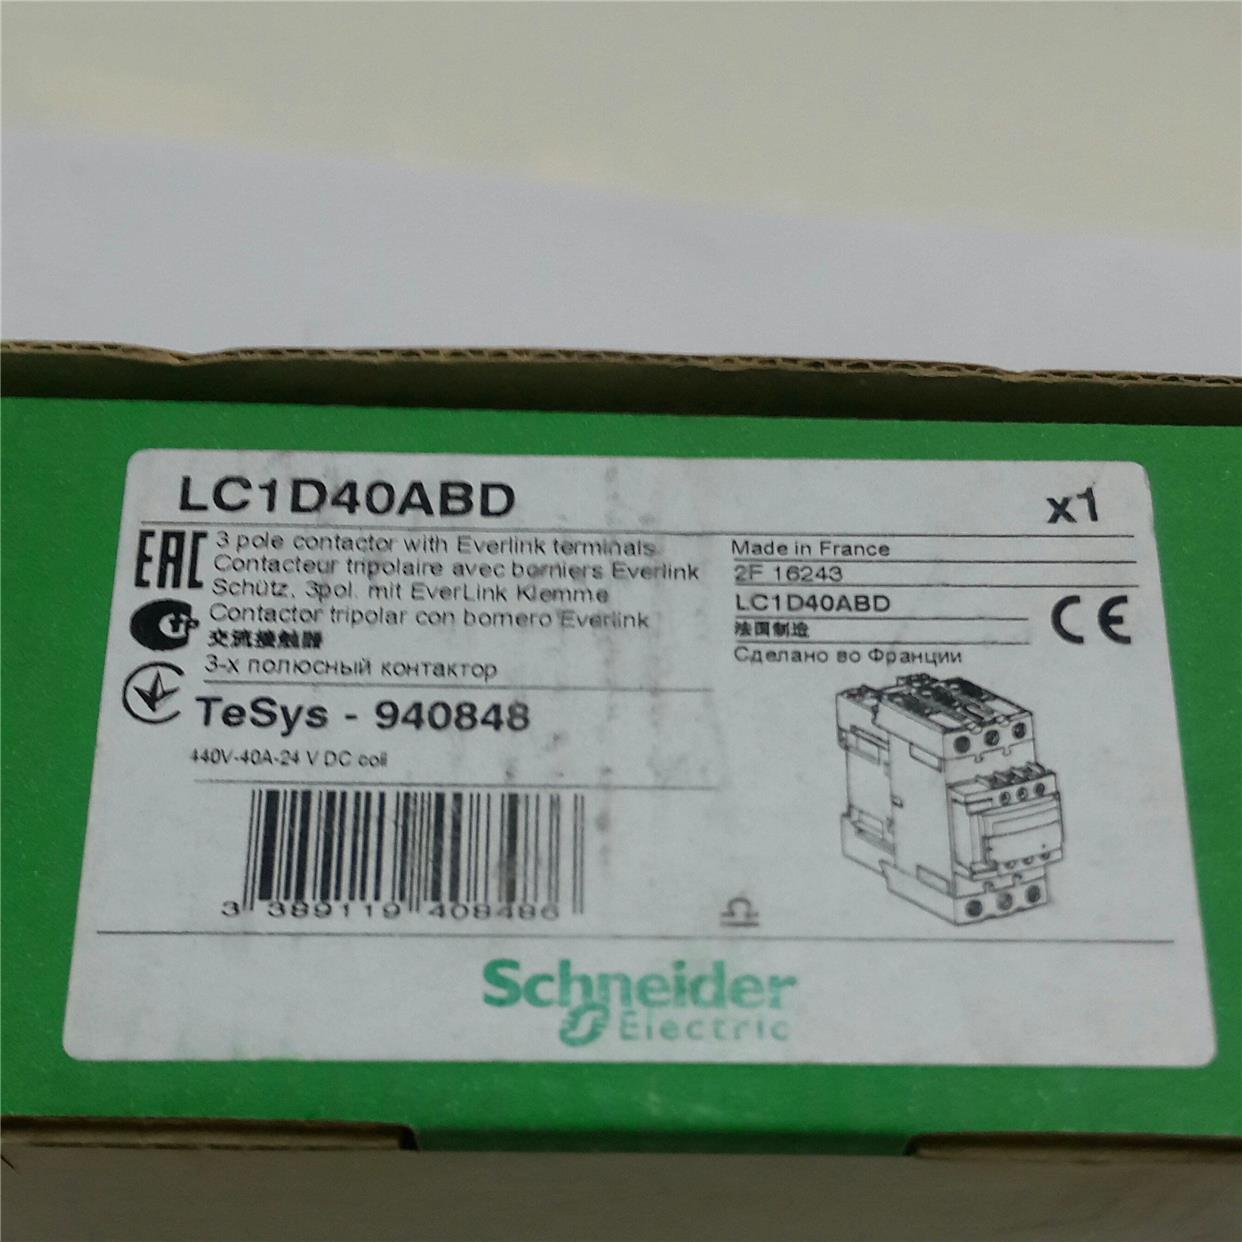 LC1D40ABD
x1
EAC
3 pole contactor with Everlink terminals
Contacteur tripolaire avec borniers Everlink
Schütz, 3pol. mit EverLink Klemme
Contactor tripolar con bornero Everlink
交流接触器
3-х полюсный контактор
Made in France
2F 16243
LC1D40ABD
法国制造
Сделано во Франции
CE
TeSys - 940848
440V-40A-24 V DC coil
3 389119 408486
Schneider
Electric